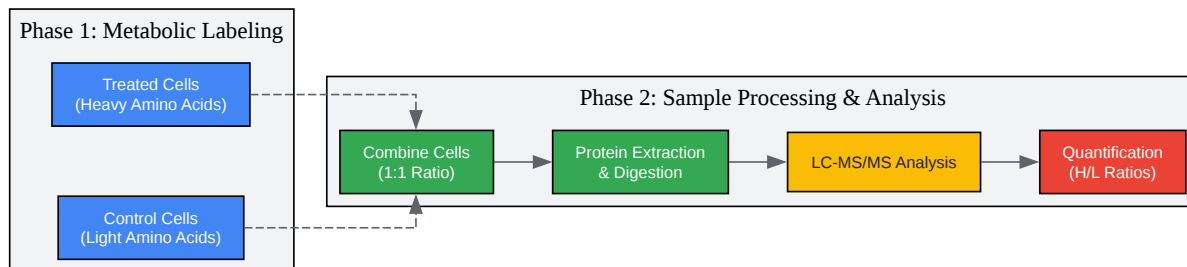 Phase 1: Metabolic Labeling
Treated Cells
(Heavy Amino Acids)
Control Cells
(Light Amino Acids)
Phase 2: Sample Processing & Analysis
Combine Cells
(1:1 Ratio)
Protein Extraction
& Digestion
LC-MS/MS Analysis
Quantification
(H/L Ratios)